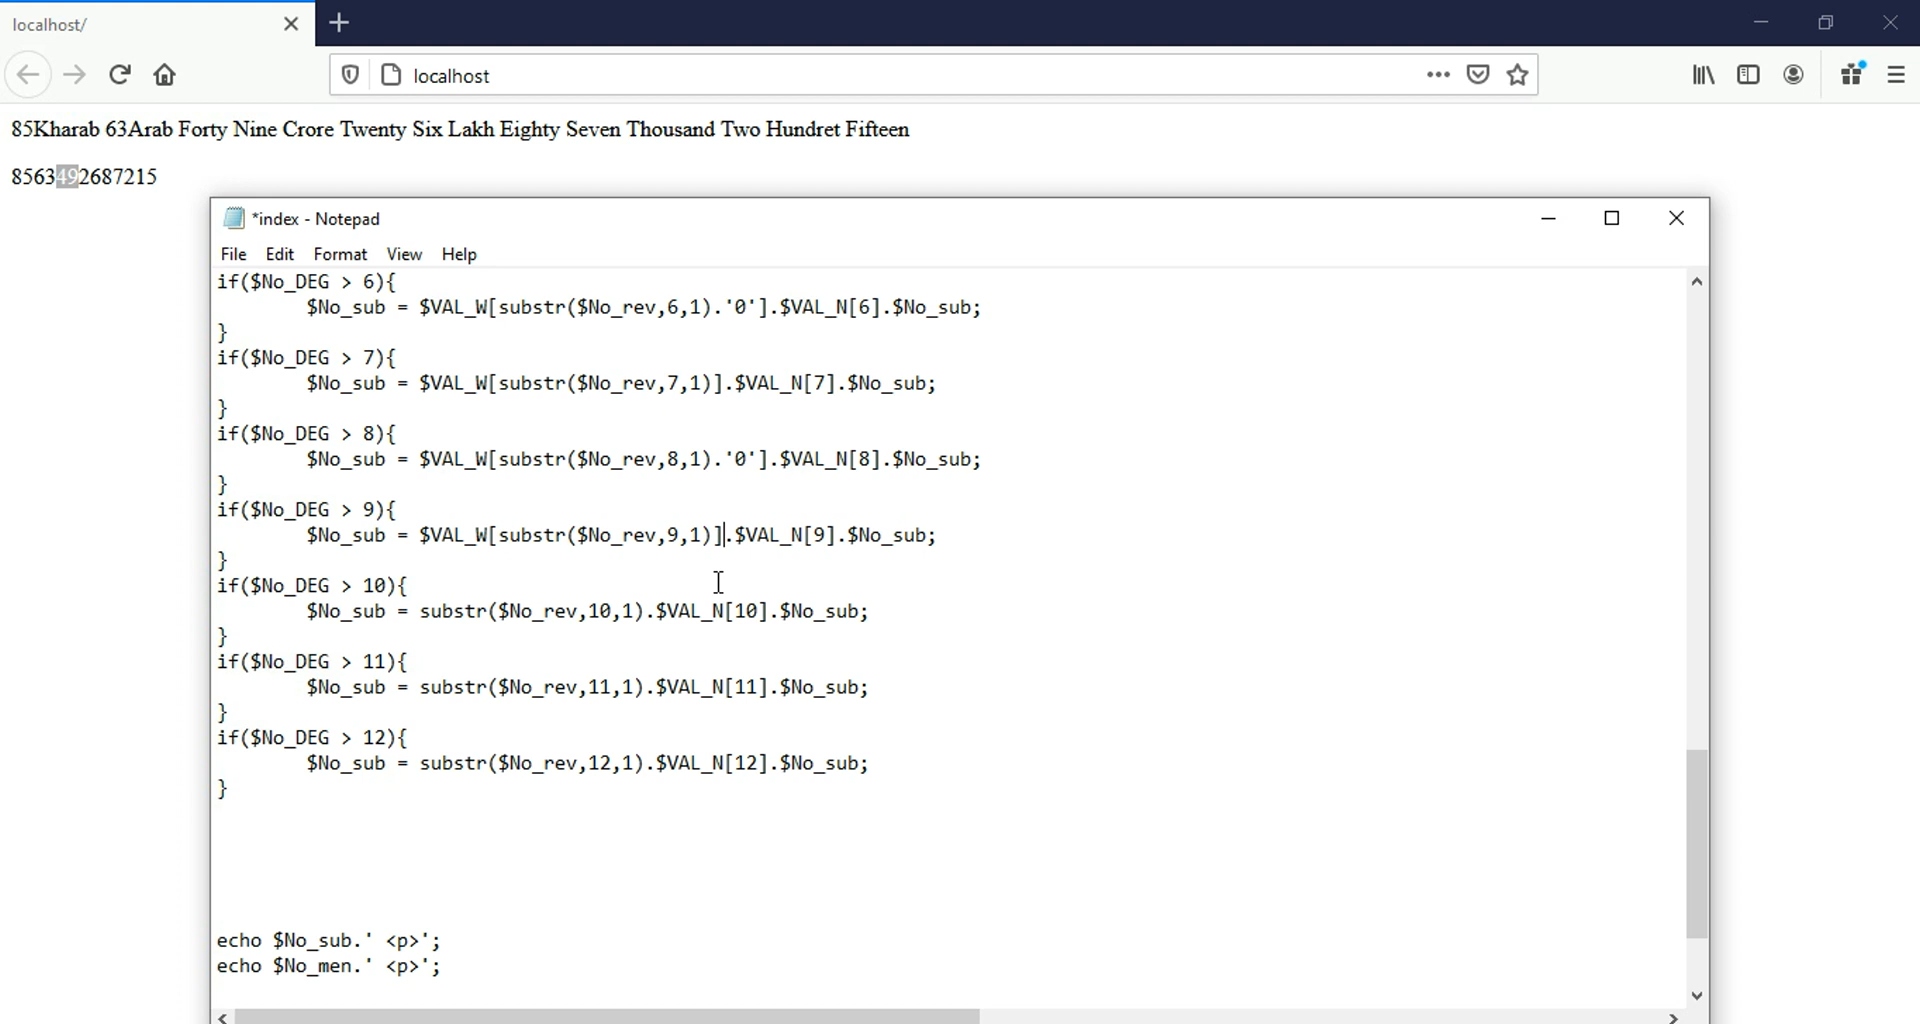 localhost/
localhost
85Kharab 63Arab Forty Nine Crore Twenty Six Lakh Eighty Seven Thousand Two Hundret Fifteen
8563492687215
*index - Notepad
File Edit Format View Help
if($No_DEG > 6){
$No_sub = $VAL_W[substr($No_rev,6,1).'0'].$VAL_N[6].$No_sub;
}
if($No_DEG > 7){
$No_sub = $VAL_W[substr($No_rev,7,1)].$VAL_N[7].$No_sub;
}
if($No_DEG > 8){
$No_sub = $VAL_W[substr($No_rev,8,1).'0'].$VAL_N[8].$No_sub;
}
if($No_DEG > 9){
$No_sub = $VAL_W[substr($No_rev,9,1)].$VAL_N[9].$No_sub;
}
if($No_DEG > 10){
$No_sub = substr($No_rev,10,1).$VAL_N[10].$No_sub;
}
if($No_DEG > 11){
$No_sub = substr($No_rev,11,1).$VAL_N[11].$No_sub;
}
if($No_DEG > 12){
$No_sub = substr($No_rev,12,1).$VAL_N[12].$No_sub;
}
echo $No_sub.' <p>';
echo $No_men.' <p>';